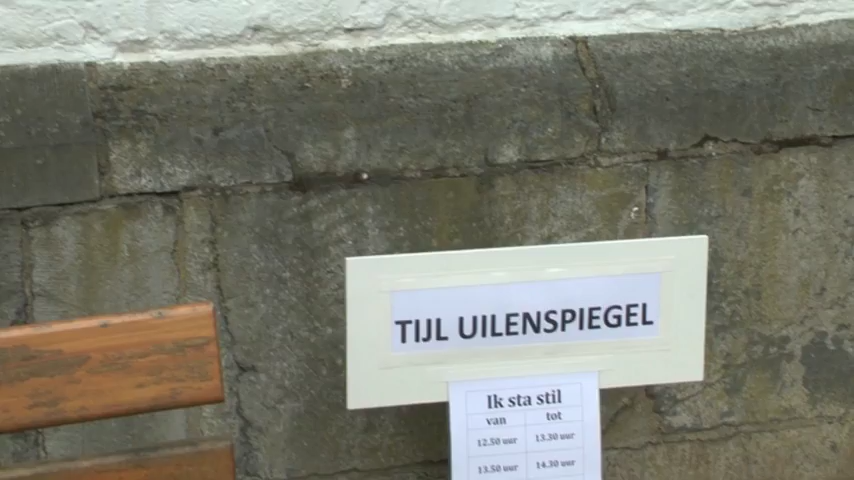 TIJL UILENSPIEGEL
Ik sta stil
van tot
12.50 uur 13.30 uur
13.50 uur 14.30 uur